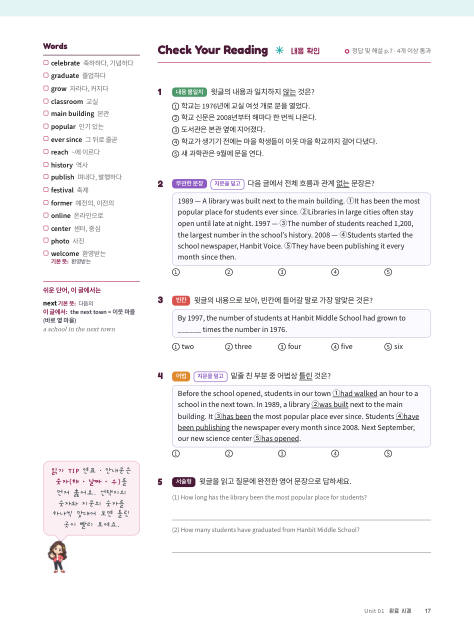 Words
celebrate 축하하다, 기념하다
graduate 졸업하다
grow 자라다, 커지다
classroom 교실
main building 본관
popular 인기 있는
ever since 그 뒤로 줄곧
reach ~에 이르다
history 역사
publish 펴내다, 발행하다
festival 축제
former 예전의, 이전의
online 온라인으로
center 센터, 중심
photo 사진
welcome 환영받는
기본 뜻: 환영받는
쉬운 단어, 이 글에서는
next 기본 뜻: 다음의
이 글에서: the next town = 이웃 마을
(바로 옆 마을)
a school in the next town
읽기 TIP 연표·안내문은
숫자(해·날짜·수)를
먼저 훑어요. 선택지의
숫자와 지문의 숫자를
하나씩 맞대어 보면 틀린
곳이 빨리 보여요.
Check Your Reading 내용 확인
정답 및 해설 p.7 · 4개 이상 통과
1 내용 불일치 윗글의 내용과 일치하지 않는 것은?
① 학교는 1976년에 교실 여섯 개로 문을 열었다.
② 학교 신문은 2008년부터 해마다 한 번씩 나온다.
③ 도서관은 본관 옆에 지어졌다.
④ 학교가 생기기 전에는 마을 학생들이 이웃 마을 학교까지 걸어 다녔다.
⑤ 새 과학관은 9월에 문을 연다.
2 무관한 문장 지문을 덮고 다음 글에서 전체 흐름과 관계 없는 문장은?
1989 — A library was built next to the main building. ①It has been the most
popular place for students ever since. ②Libraries in large cities often stay
open until late at night. 1997 — ③The number of students reached 1,200,
the largest number in the school's history. 2008 — ④Students started the
school newspaper, Hanbit Voice. ⑤They have been publishing it every
month since then.
① ② ③ ④ ⑤
3 빈칸 윗글의 내용으로 보아, 빈칸에 들어갈 말로 가장 알맞은 것은?
By 1997, the number of students at Hanbit Middle School had grown to
______ times the number in 1976.
① two ② three ③ four ④ five ⑤ six
4 어법 지문을 덮고 밑줄 친 부분 중 어법상 틀린 것은?
Before the school opened, students in our town ①had walked an hour to a
school in the next town. In 1989, a library ②was built next to the main
building. It ③has been the most popular place ever since. Students ④have
been publishing the newspaper every month since 2008. Next September,
our new science center ⑤has opened.
① ② ③ ④ ⑤
5 서술형 윗글을 읽고 질문에 완전한 영어 문장으로 답하세요.
(1) How long has the library been the most popular place for students?
(2) How many students have graduated from Hanbit Middle School?
Unit 01 완료 시제 17